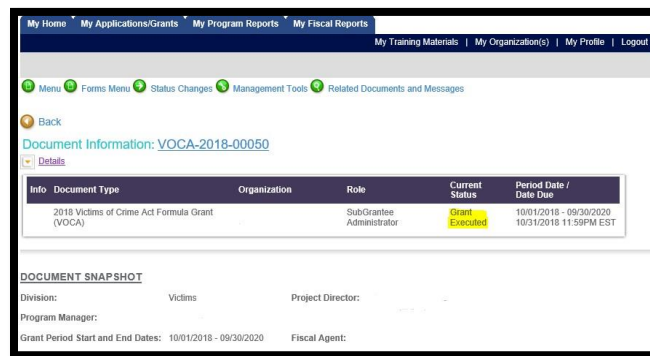 My Home My Applications/Grants My Program Reports My Fiscal Reports
My Training Materials | My Organization(s) | My Profile | Logout
Menu Forms Menu Status Changes Management Tools Related Documents and Messages
Back
Document Information: VOCA-2018-00050
Details
Info Document Type Organization Role Current Status Period Date / Date Due
2018 Victims of Crime Act Formula Grant (VOCA) SubGrantee Administrator Grant Executed 10/01/2018 - 09/30/2020 10/31/2018 11:59PM EST
DOCUMENT SNAPSHOT
Division: Victims Project Director:
Program Manager:
Grant Period Start and End Dates: 10/01/2018 - 09/30/2020 Fiscal Agent: